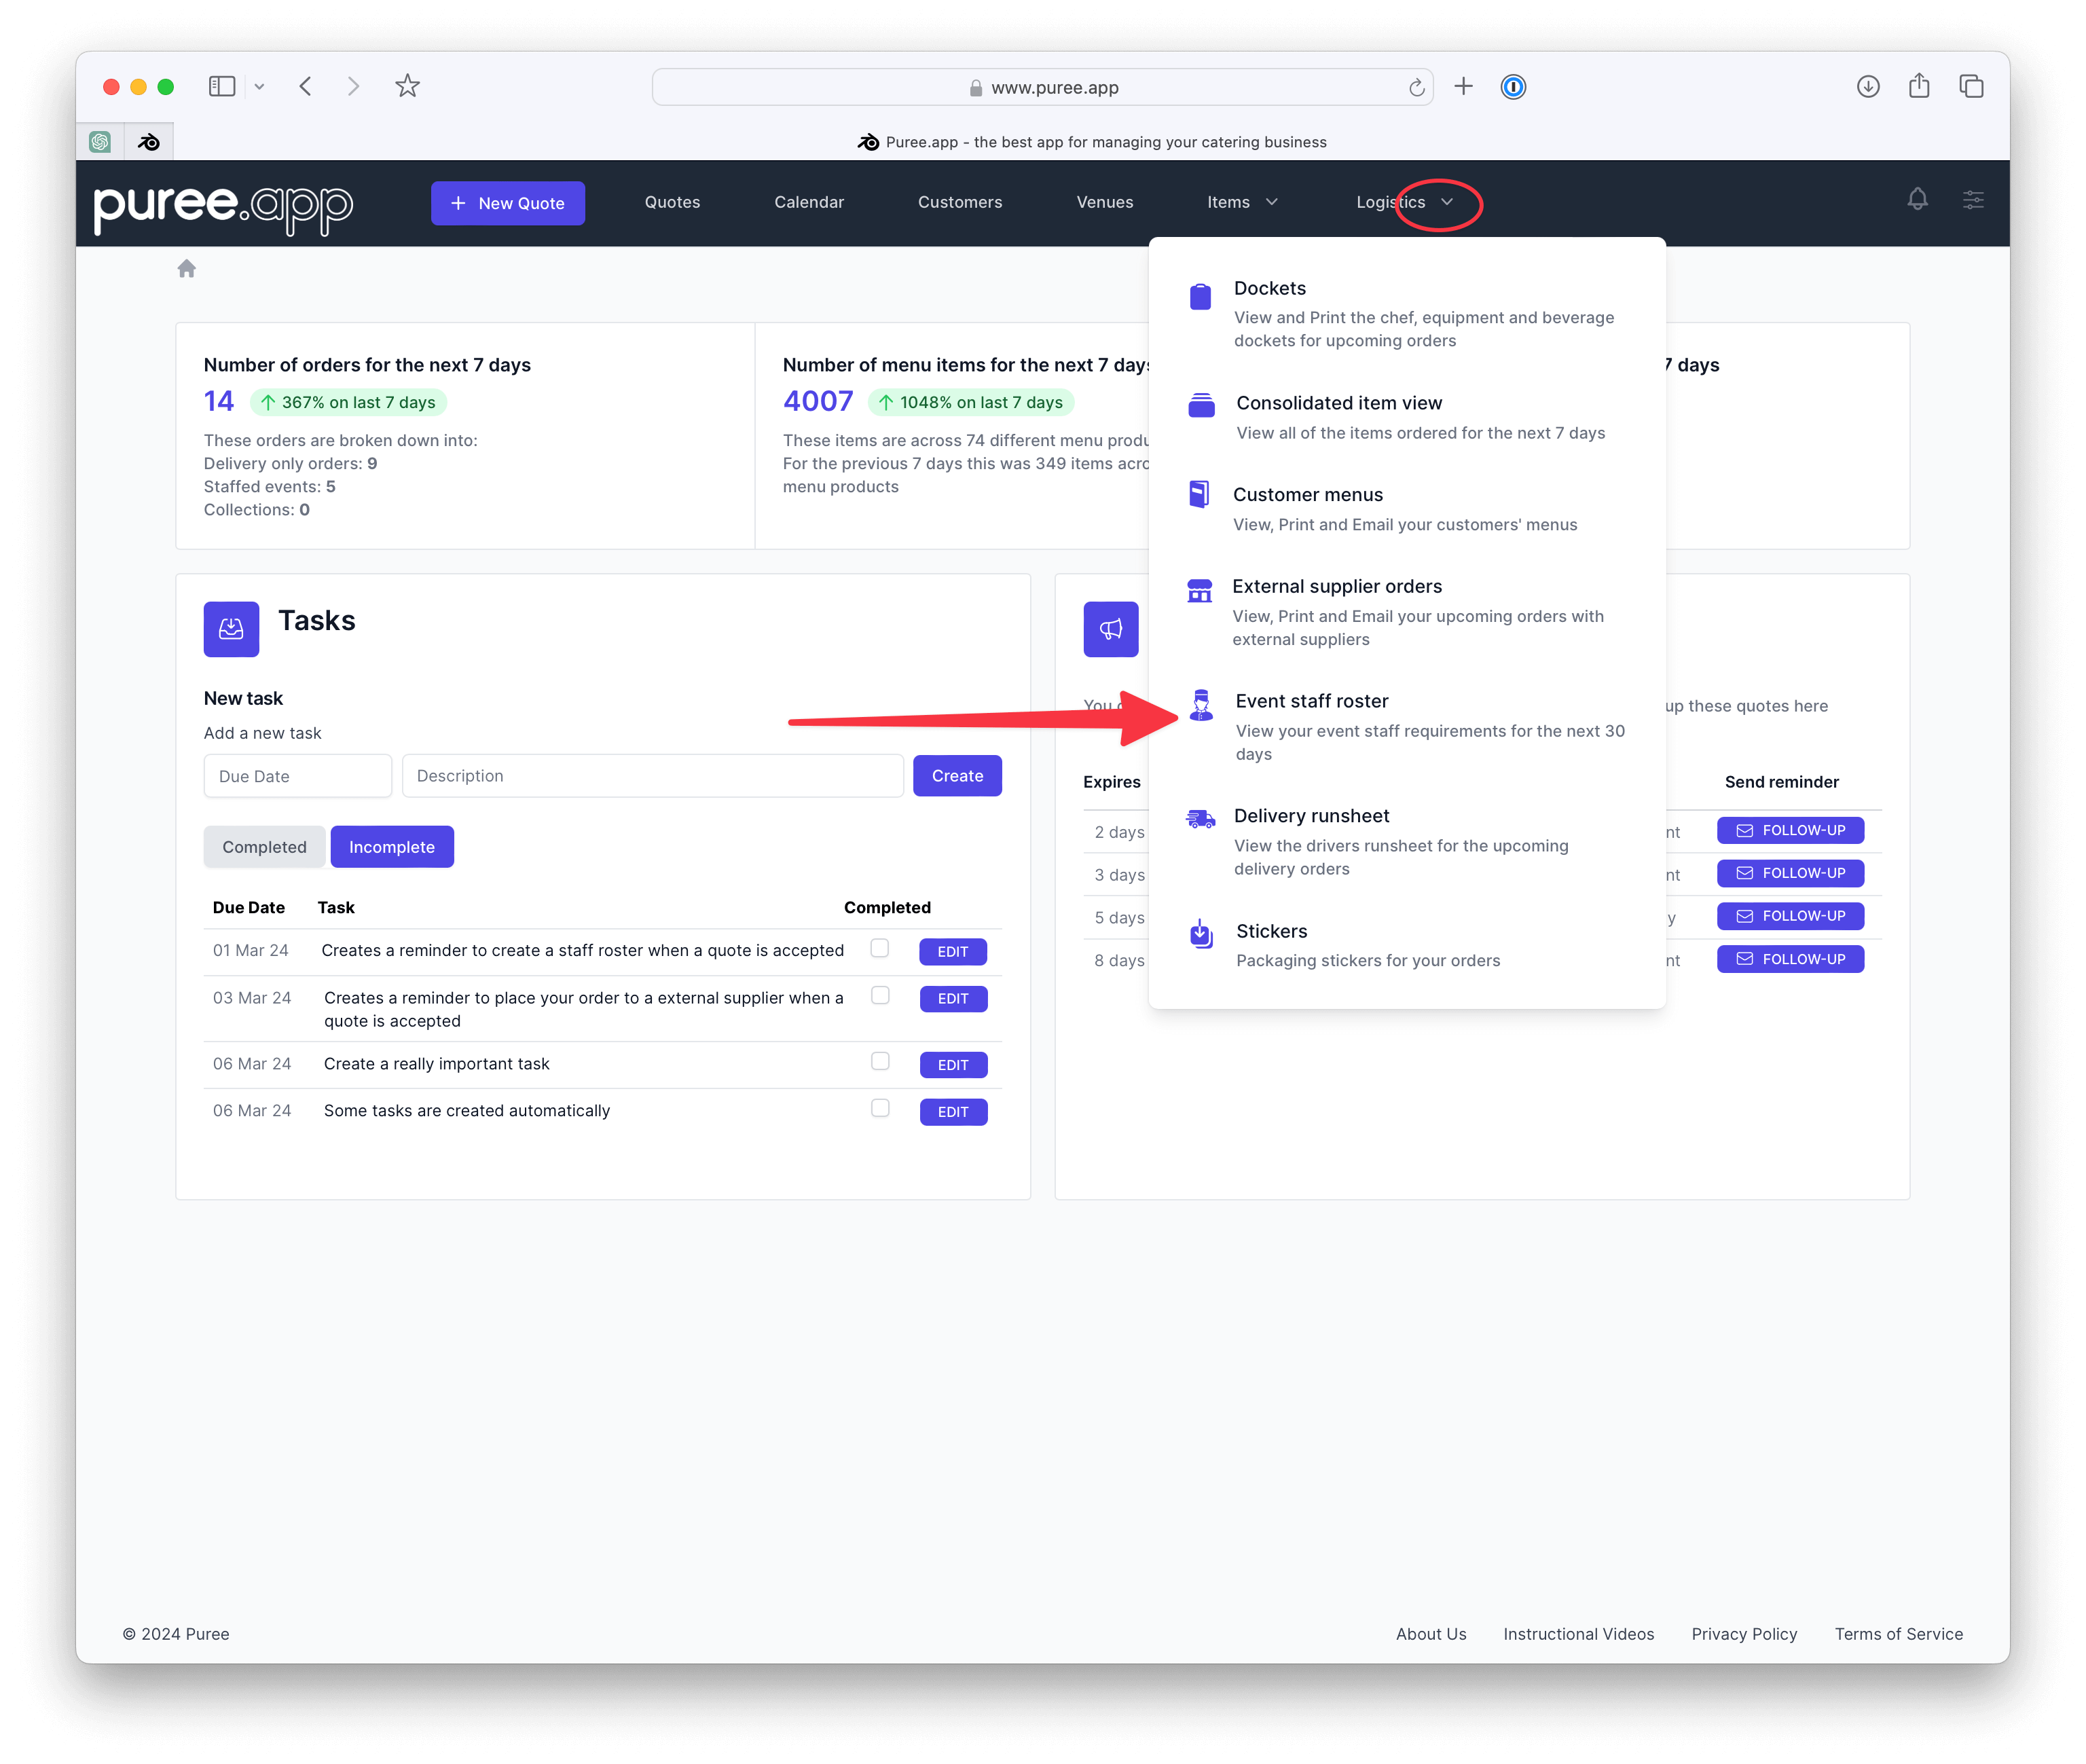 www.puree.app
Puree.app - the best app for managing your catering business
puree.app
New Quote
Quotes
Calendar
Customers
Venues
Items
Logistics
Dockets
View and Print the chef, equipment and beverage
dockets for upcoming orders
Consolidated item view
View all of the items ordered for the next 7 days
Customer menus
View, Print and Email your customers' menus
External supplier orders
View, Print and Email your upcoming orders with
external suppliers
Event staff roster
View your event staff requirements for the next 30
days
Delivery runsheet
View the drivers runsheet for the upcoming
delivery orders
Stickers
Packaging stickers for your orders
Number of orders for the next 7 days
14
367% on last 7 days
These orders are broken down into:
Delivery only orders: 9
Staffed events: 5
Collections: 0
Number of menu items for the next 7 days
4007
1048% on last 7 days
These items are across 74 different menu
For the previous 7 days this was 349 items
menu products
7 days
Tasks
New task
Add a new task
Due Date
Description
Create
Completed
Incomplete
Due Date Task Completed
01 Mar 24 Creates a reminder to create a staff roster when a quote is accepted EDIT
03 Mar 24 Creates a reminder to place your order to a external supplier when a
quote is accepted EDIT
06 Mar 24 Create a really important task EDIT
06 Mar 24 Some tasks are created automatically EDIT
You
up these quotes here
Expires Send reminder
2 days FOLLOW-UP
3 days FOLLOW-UP
5 days FOLLOW-UP
8 days FOLLOW-UP
© 2024 Puree
About Us
Instructional Videos
Privacy Policy
Terms of Service